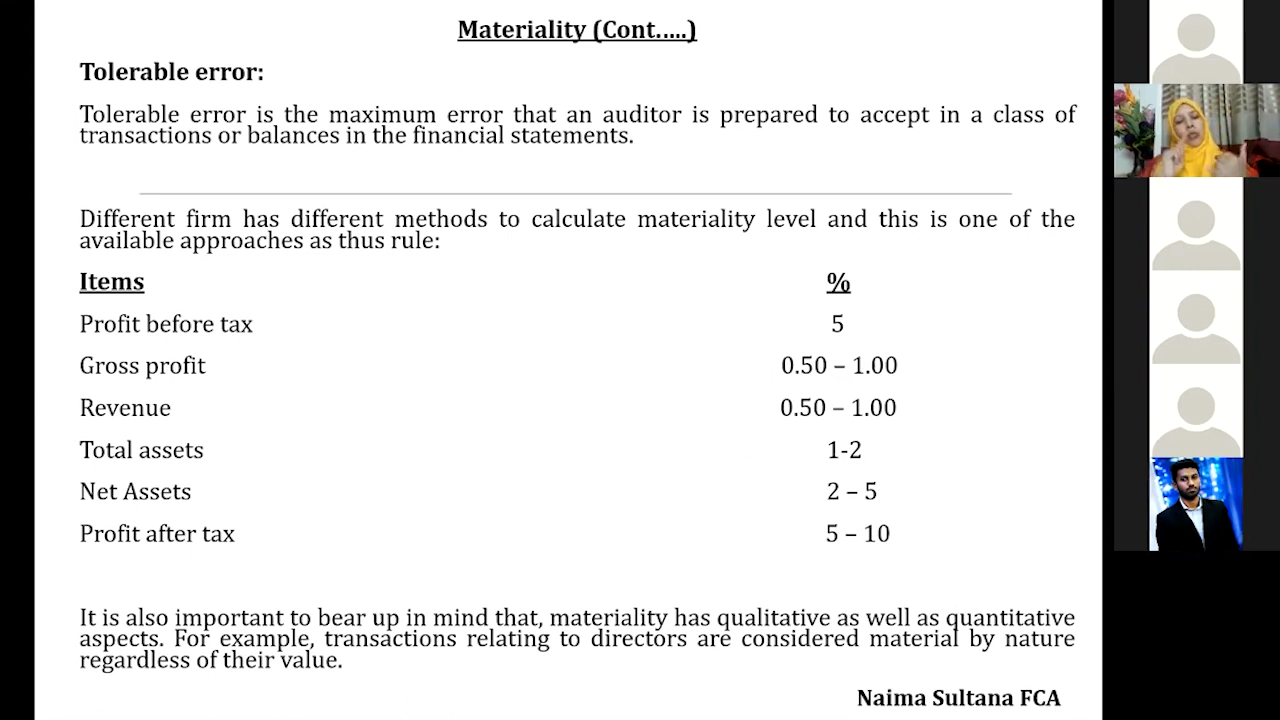 Materiality (Cont.....)
Tolerable error:
Tolerable error is the maximum error that an auditor is prepared to accept in a class of
transactions or balances in the financial statements.
Different firm has different methods to calculate materiality level and this is one of the
available approaches as thus rule:
Items %
Profit before tax 5
Gross profit 0.50 – 1.00
Revenue 0.50 – 1.00
Total assets 1-2
Net Assets 2 – 5
Profit after tax 5 – 10
It is also important to bear up in mind that, materiality has qualitative as well as quantitative
aspects. For example, transactions relating to directors are considered material by nature
regardless of their value.
Naima Sultana FCA